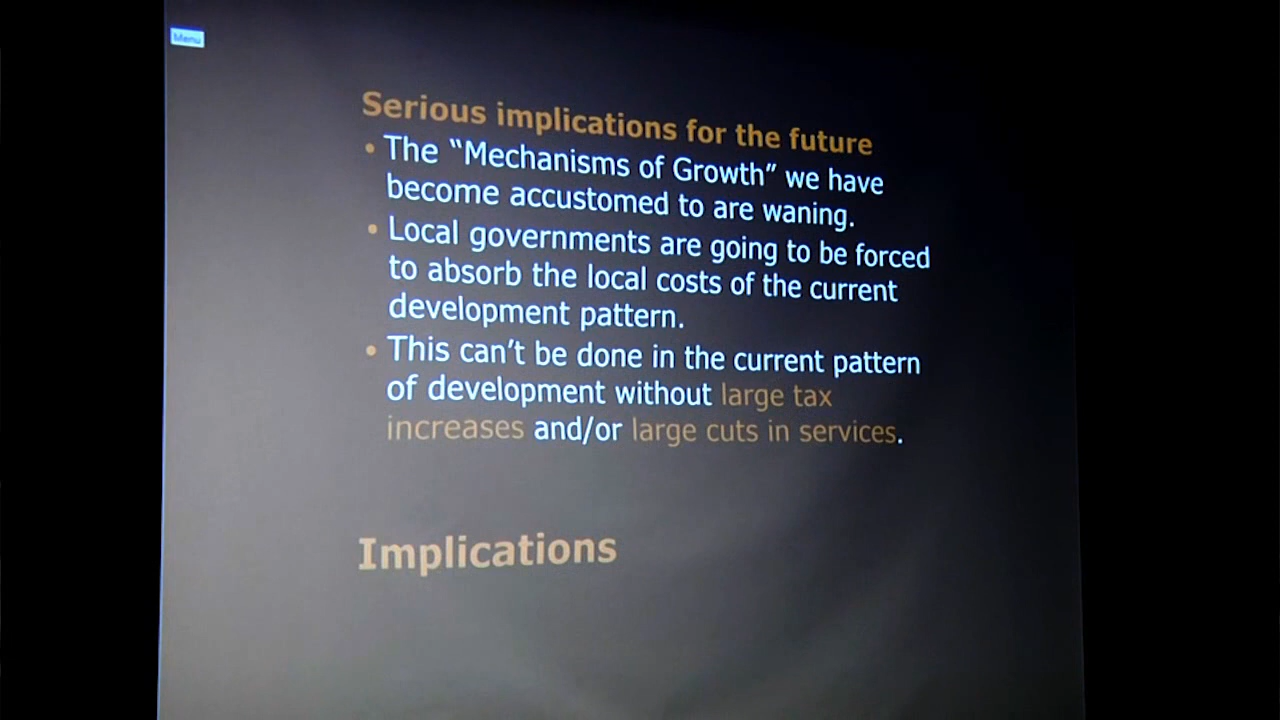 Menu
Serious implications for the future
• The “Mechanisms of Growth” we have
become accustomed to are waning.
• Local governments are going to be forced
to absorb the local costs of the current
development pattern.
• This can’t be done in the current pattern
of development without large tax
increases and/or large cuts in services.
Implications